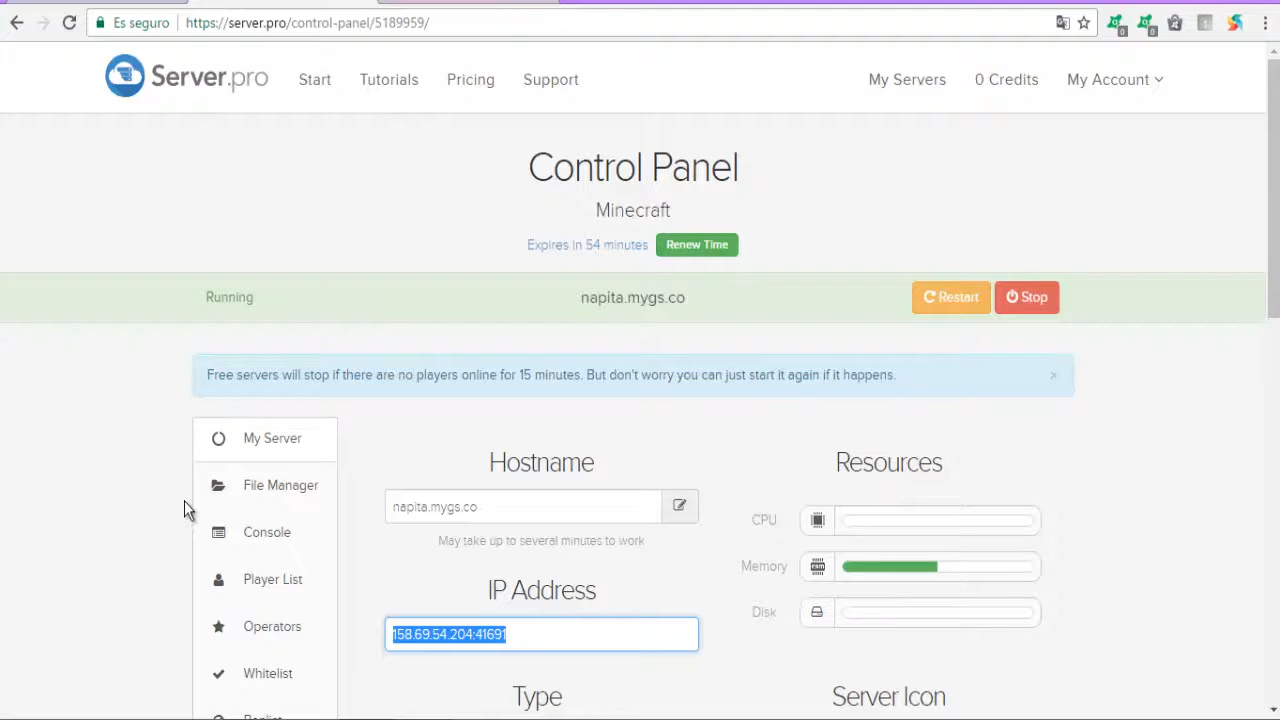 Es seguro
https://server.pro/control-panel/5189959/
0
0
Server.pro
Start
Tutorials
Pricing
Support
My Servers
0 Credits
My Account
Control Panel
Minecraft
Expires in 54 minutes
Renew Time
Running
napita.mygs.co
Restart
Stop
Free servers will stop if there are no players online for 15 minutes. But don't worry you can just start it again if it happens.
×
My Server
File Manager
Console
Player List
Operators
Whitelist
Hostname
napita.mygs.co
May take up to several minutes to work
IP Address
158.69.54.204:41691
Type
Resources
CPU
Memory
Disk
Server Icon